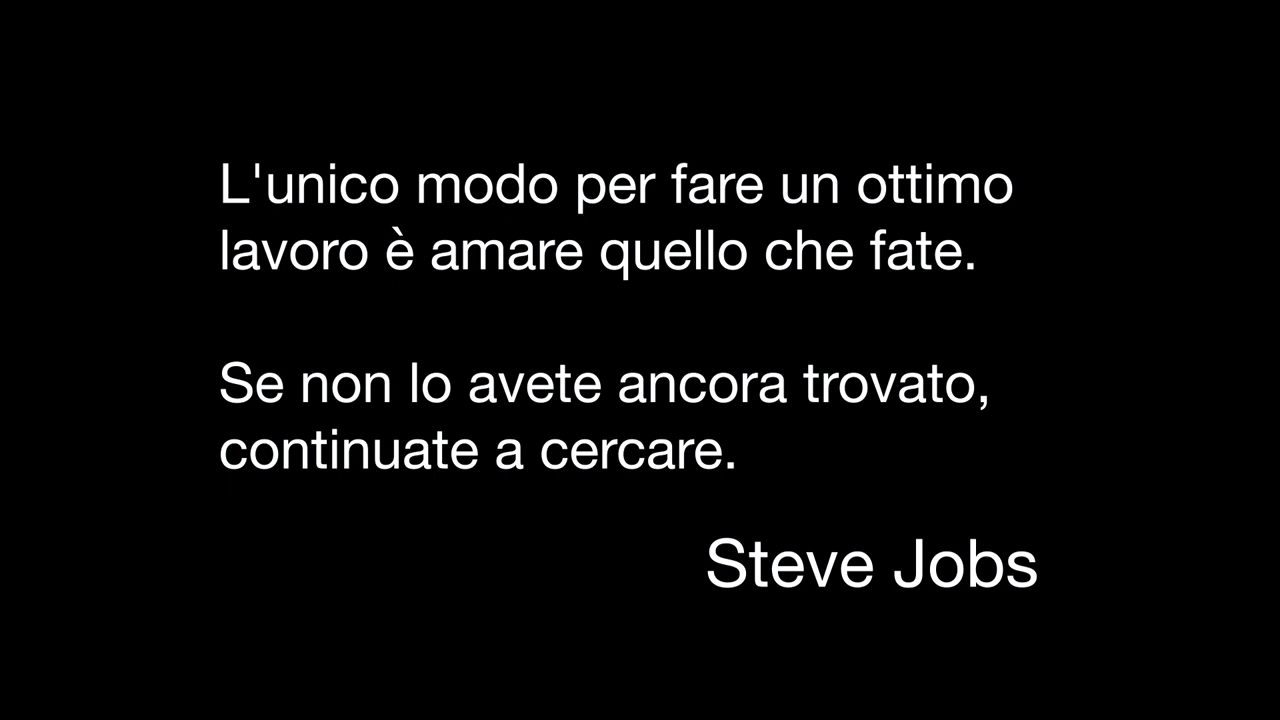 L'unico modo per fare un ottimo
lavoro è amare quello che fate.
Se non lo avete ancora trovato,
continuate a cercare.
Steve Jobs